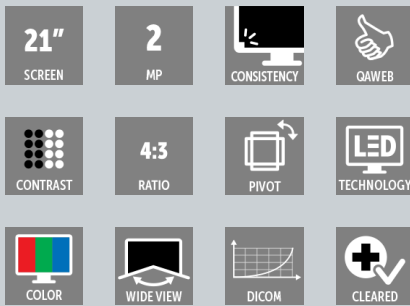 21"
SCREEN
2
MP
CONSISTENCY
QAWEB
CONTRAST
4:3
RATIO
PIVOT
LED
TECHNOLOGY
COLOR
WIDE VIEW
DICOM
CLEARED